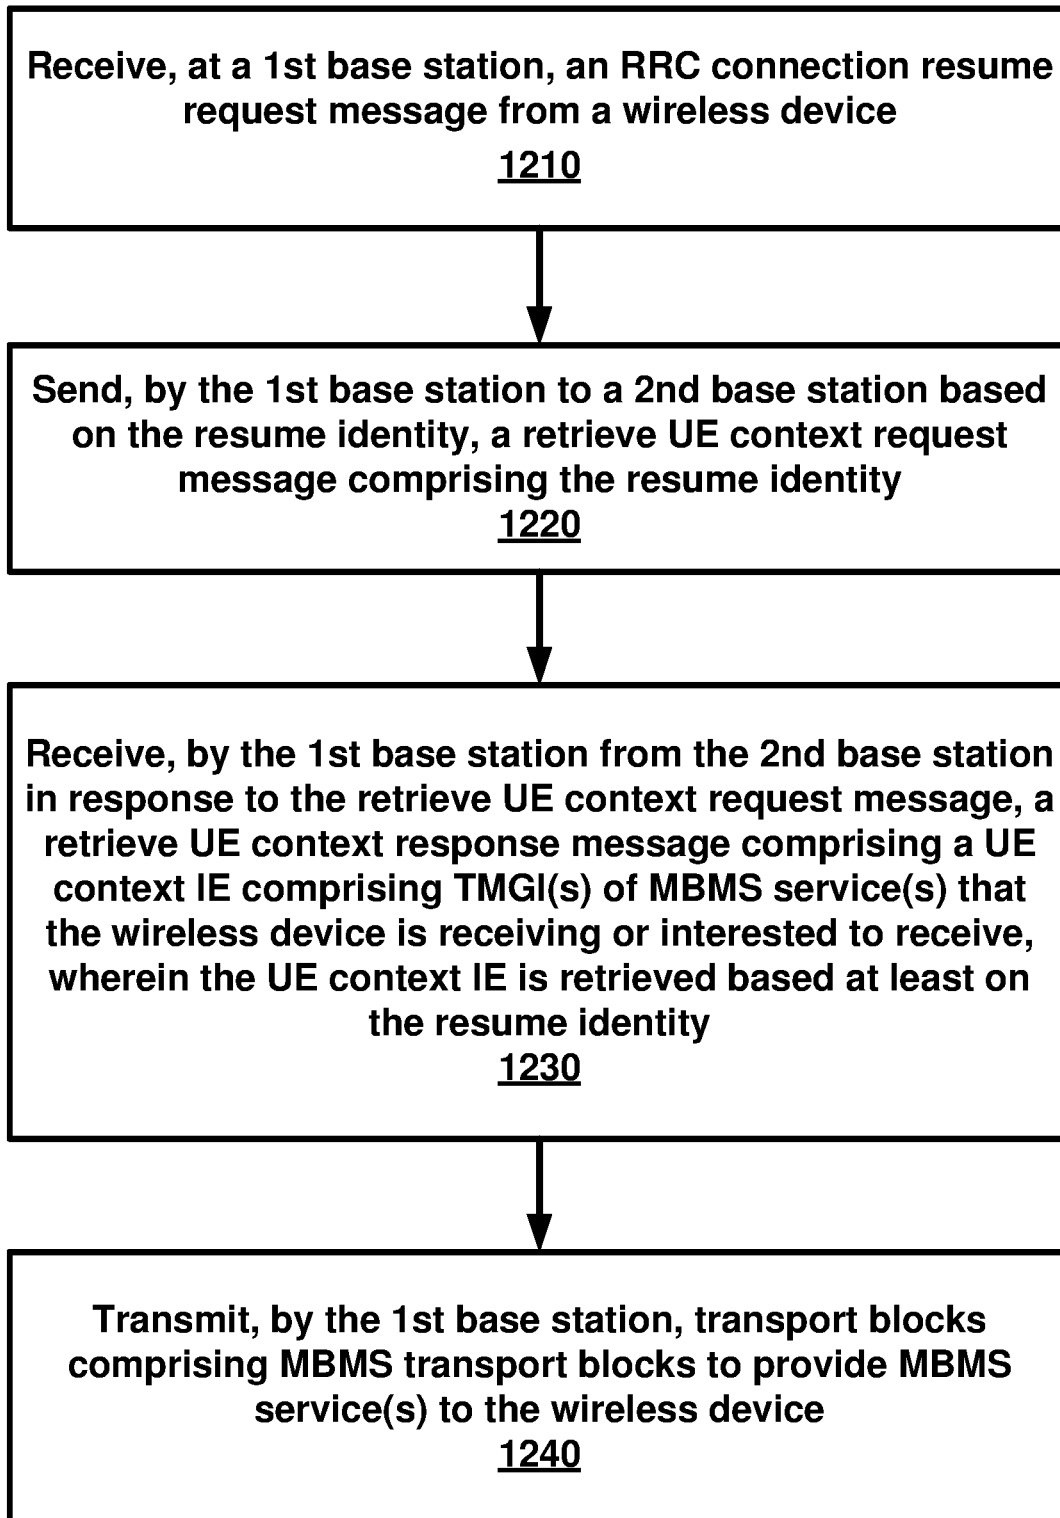 Receive, at a 1st base station, an RRC connection resume
request message from a wireless device
1210
Send, by the 1st base station to a 2nd base station based
on the resume identity, a retrieve UE context request
message comprising the resume identity
1220
Receive, by the 1st base station from the 2nd base station
in response to the retrieve UE context request message, a
retrieve UE context response message comprising a UE
context IE comprising TMGI(s) of MBMS service(s) that
the wireless device is receiving or interested to receive,
wherein the UE context IE is retrieved based at least on
the resume identity
1230
Transmit, by the 1st base station, transport blocks
comprising MBMS transport blocks to provide MBMS
service(s) to the wireless device
1240